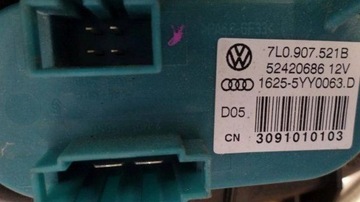 7L0.907.521B
52420686 12V
1625-5YY0063.D
D05
CN 3091010103